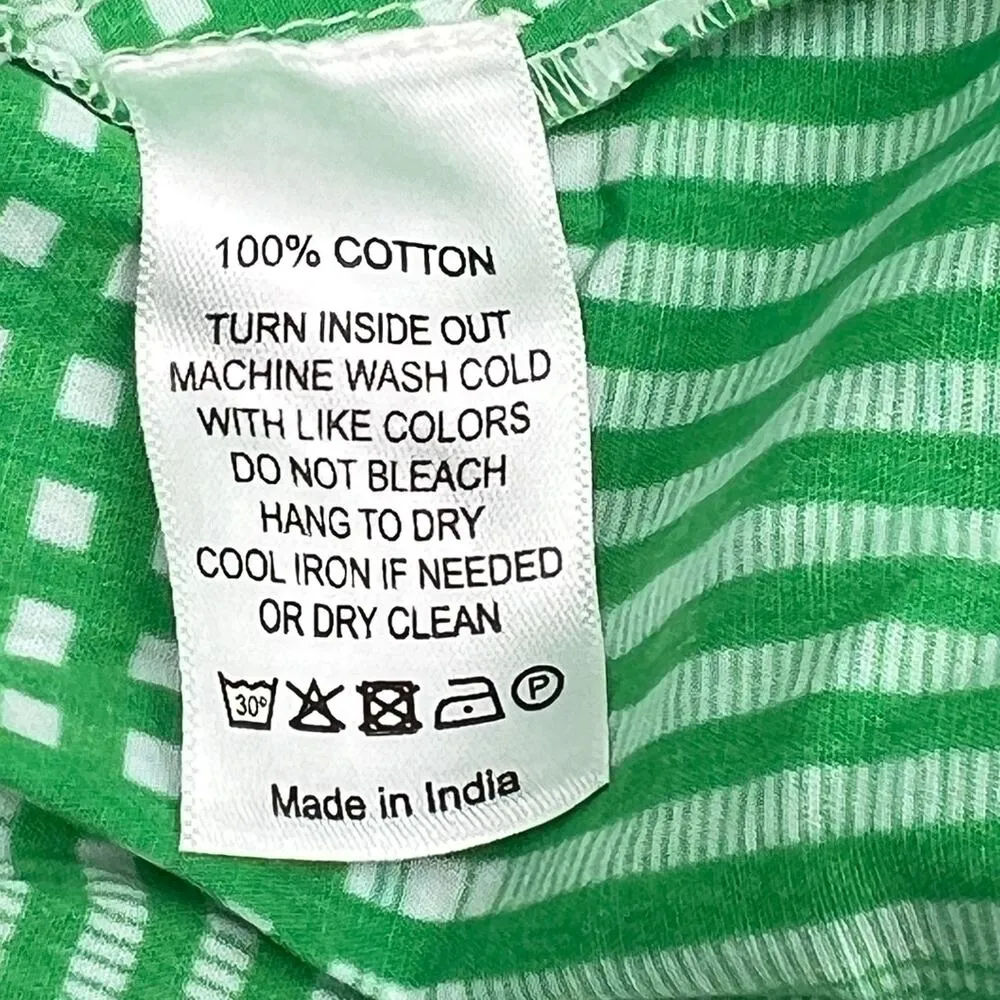 100% COTTON
TURN INSIDE OUT
MACHINE WASH COLD
WITH LIKE COLORS
DO NOT BLEACH
HANG TO DRY
COOL IRON IF NEEDED
OR DRY CLEAN
30° P
Made in India